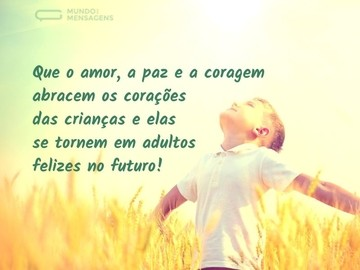 MUNDO DAS
MENSAGENS
Que o amor, a paz e a coragem
abracem os corações
das crianças e elas
se tornem em adultos
felizes no futuro!